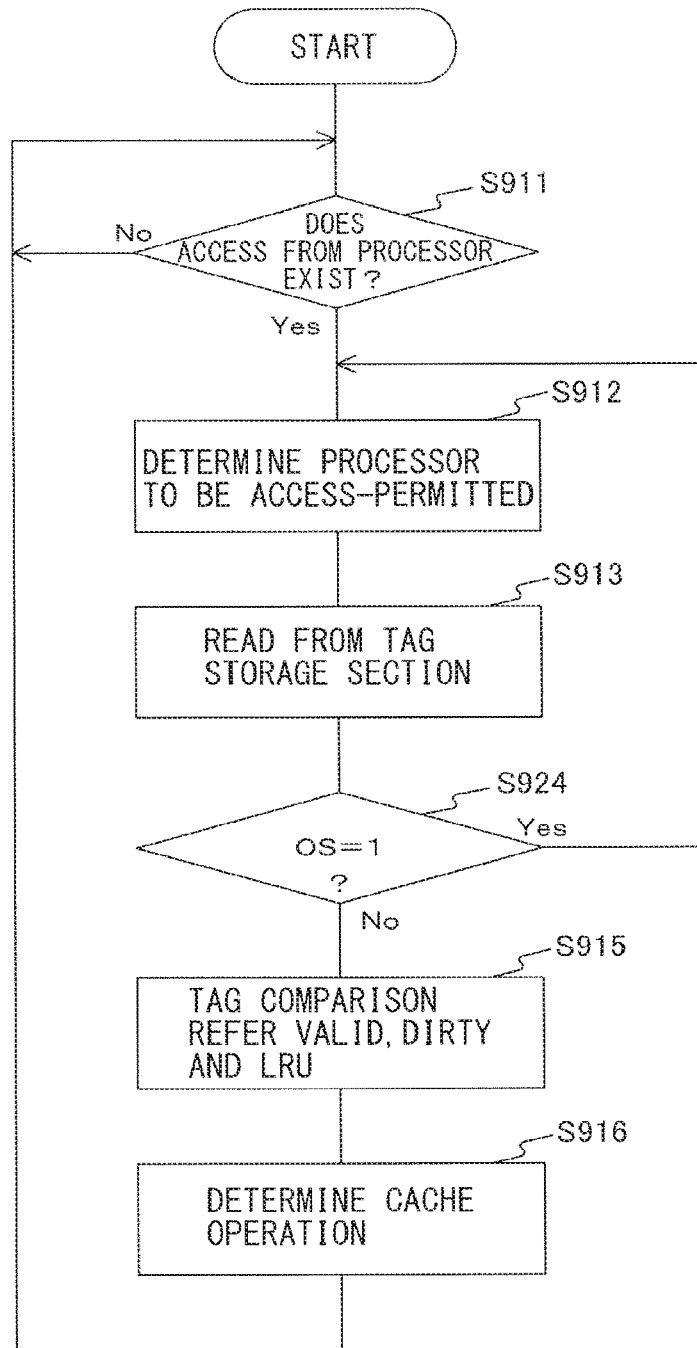 START
S911
No
DOES
ACCESS FROM PROCESSOR
EXIST?
Yes
S912
DETERMINE PROCESSOR
TO BE ACCESS-PERMITTED
S913
READ FROM TAG
STORAGE SECTION
S924
Yes
OS=1
?
No
S915
TAG COMPARISON
REFER VALID, DIRTY
AND LRU
S916
DETERMINE CACHE
OPERATION